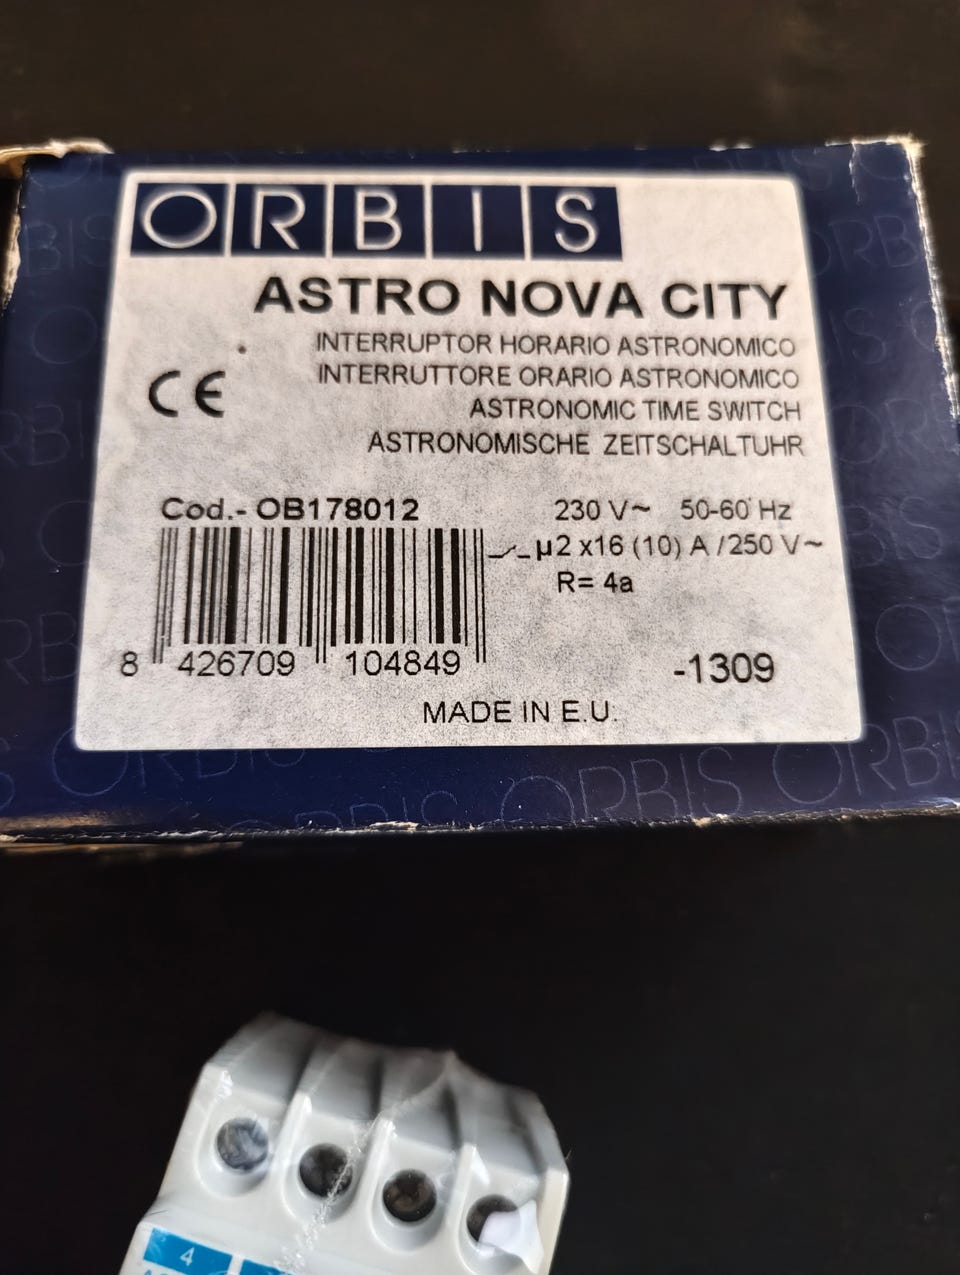 ORBIS
ASTRO NOVA CITY
INTERRUPTOR HORARIO ASTRONOMICO
CE
INTERRUTTORE ORARIO ASTRONOMICO
ASTRONOMIC TIME SWITCH
ASTRONOMISCHE ZEITSCHALTUHR
Cod.- OB178012
230 V~ 50-60 Hz
µ2 x16 (10) A /250 V~
R= 4a
8 426709 104849
-1309
MADE IN E.U.
4